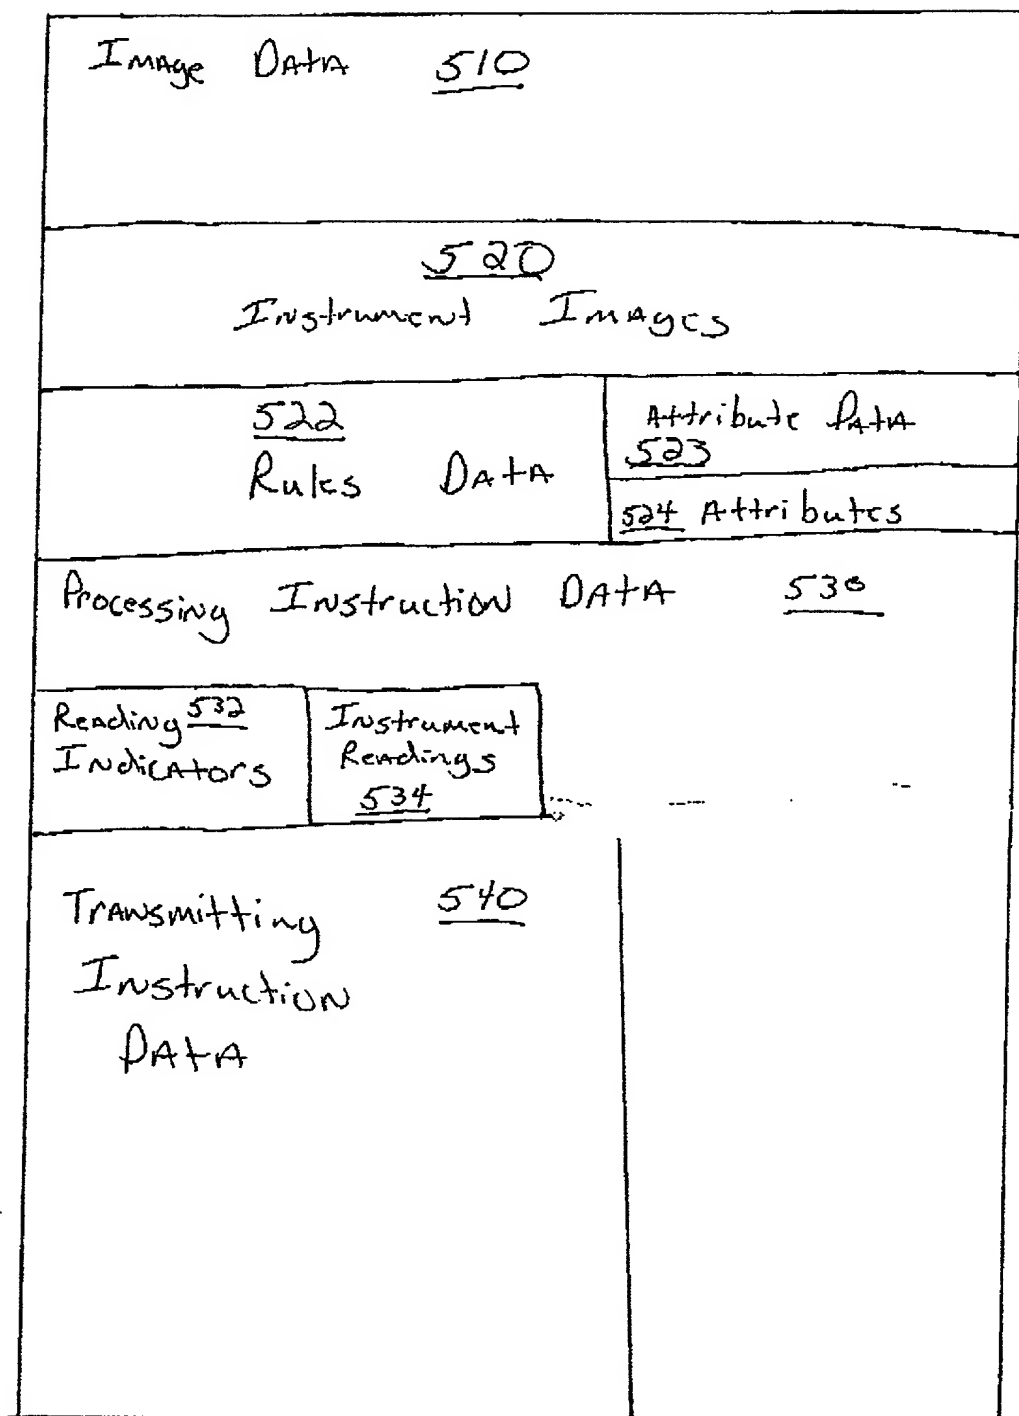 Image Data 510
520
Instrument Images
522
Rules Data
Attribute Data
523
524 Attributes
Processing Instruction Data 530
Reading 532
Indicators
Instrument
Readings
534
Transmitting 540
Instruction
Data